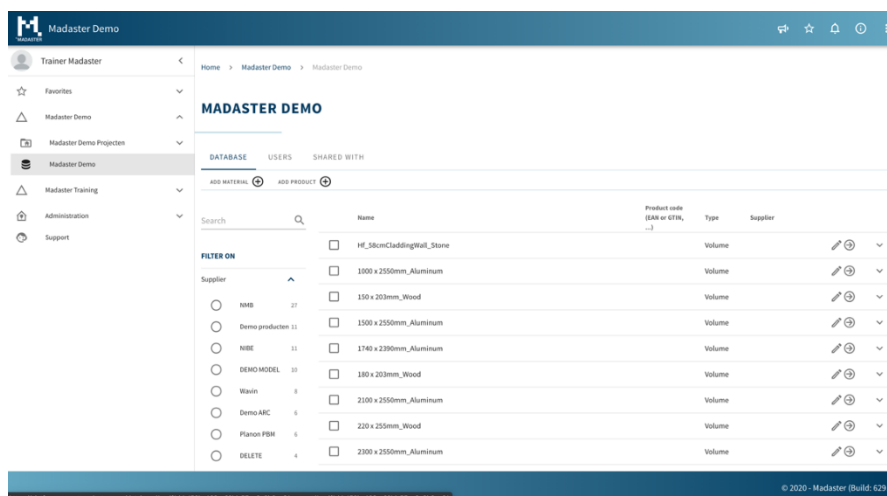 MADASTER
Madaster Demo
Trainer Madaster
Favorites
Madaster Demo
Madaster Demo Projecten
Madaster Demo
Madaster Training
Administration
Support
Home > Madaster Demo > Madaster Demo
MADASTER DEMO
DATABASE USERS SHARED WITH
ADD MATERIAL ADD PRODUCT
Search
FILTER ON
Supplier
NMB 27
Demo producten 11
NIBE 11
DEMO MODEL 10
Wavin 8
Demo ARC 6
Planon PBM 6
DELETE 4
Name Product code (EAN or GTIN, ...) Type Supplier
Hf_58cmCladdingWall_Stone Volume
1000 x 2550mm_Aluminum Volume
150 x 203mm_Wood Volume
1500 x 2550mm_Aluminum Volume
1740 x 2390mm_Aluminum Volume
180 x 203mm_Wood Volume
2100 x 2550mm_Aluminum Volume
220 x 255mm_Wood Volume
2300 x 2550mm_Aluminum Volume
© 2020 - Madaster (Build: 629